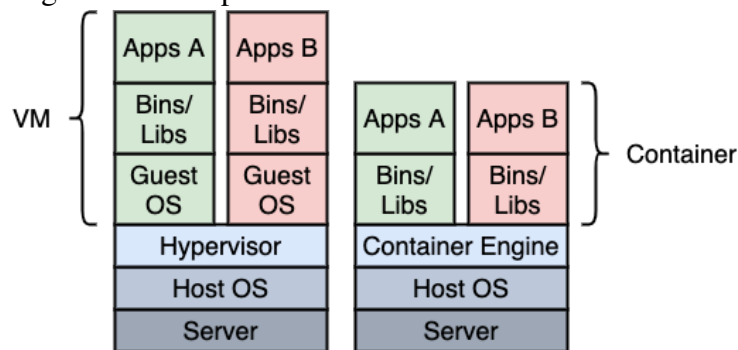 Apps A
Apps B
VM
Bins/
Libs
Bins/
Libs
Guest
OS
Guest
OS
Hypervisor
Host OS
Server
Apps A
Apps B
Bins/
Libs
Bins/
Libs
Container
Container Engine
Host OS
Server